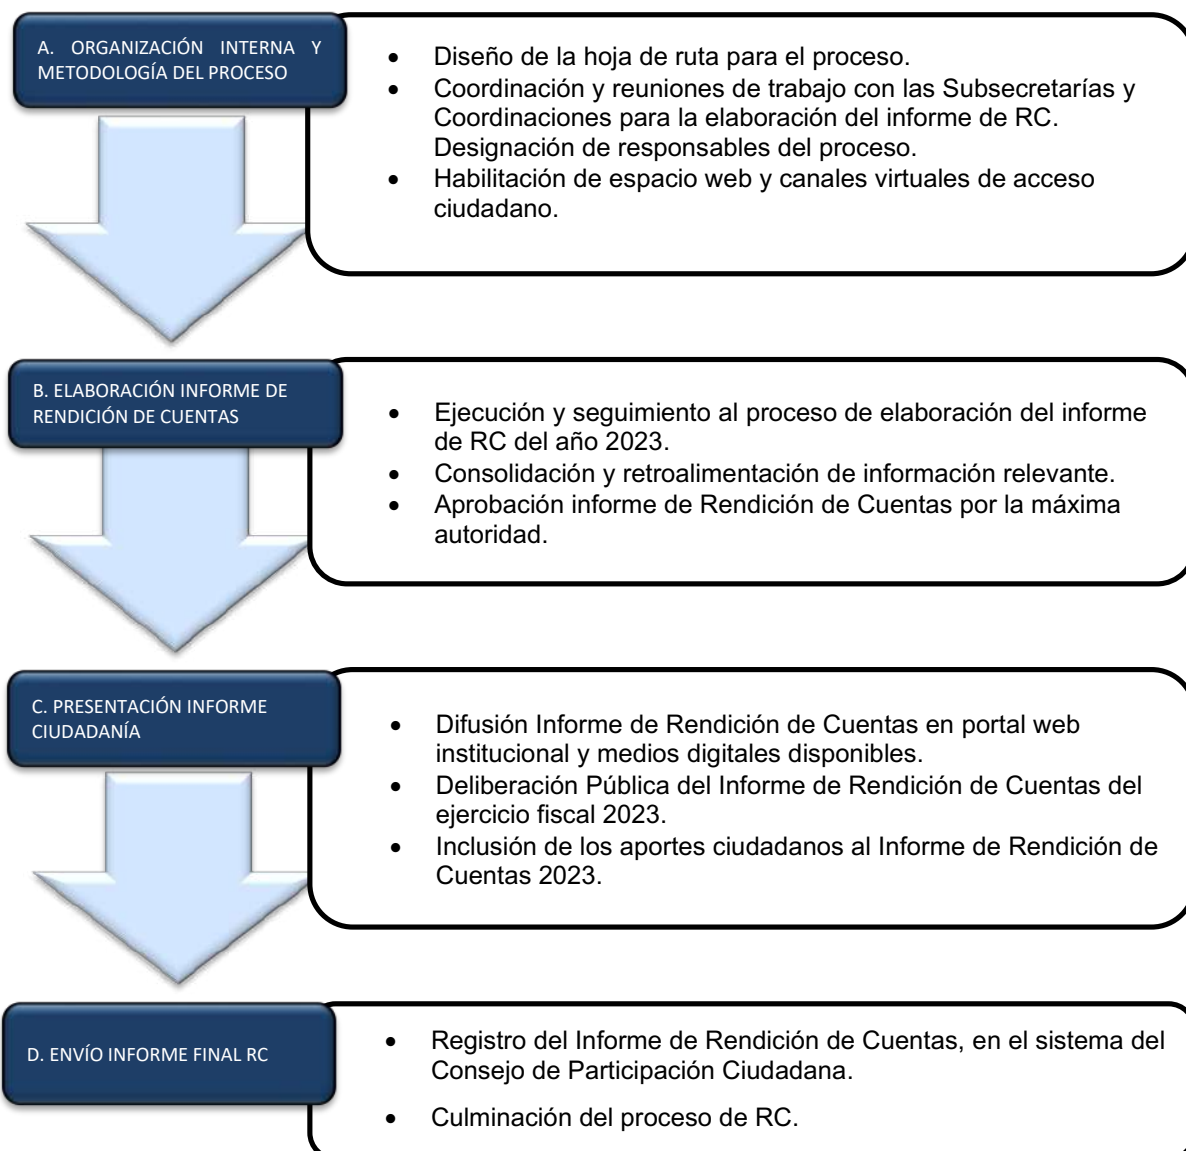 A. ORGANIZACIÓN INTERNA Y
METODOLOGÍA DEL PROCESO
• Diseño de la hoja de ruta para el proceso.
• Coordinación y reuniones de trabajo con las Subsecretarías y
Coordinaciones para la elaboración del informe de RC.
Designación de responsables del proceso.
• Habilitación de espacio web y canales virtuales de acceso
ciudadano.
B. ELABORACIÓN INFORME DE
RENDICIÓN DE CUENTAS
• Ejecución y seguimiento al proceso de elaboración del informe
de RC del año 2023.
• Consolidación y retroalimentación de información relevante.
• Aprobación informe de Rendición de Cuentas por la máxima
autoridad.
C. PRESENTACIÓN INFORME
CIUDADANÍA
• Difusión Informe de Rendición de Cuentas en portal web
institucional y medios digitales disponibles.
• Deliberación Pública del Informe de Rendición de Cuentas del
ejercicio fiscal 2023.
• Inclusión de los aportes ciudadanos al Informe de Rendición de
Cuentas 2023.
D. ENVÍO INFORME FINAL RC
• Registro del Informe de Rendición de Cuentas, en el sistema del
Consejo de Participación Ciudadana.
• Culminación del proceso de RC.